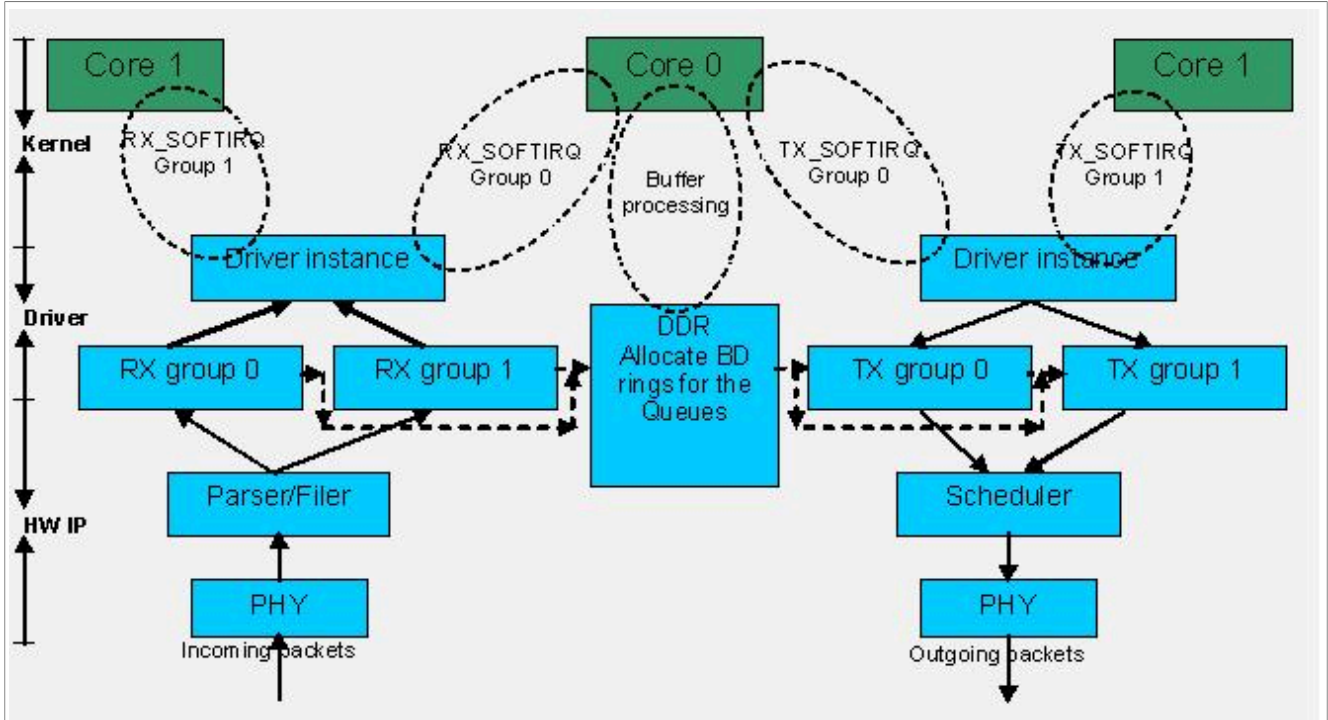 Core 1
Core 0
Core 1
Kernel
RX_SOFTIRQ
Group 1
RX_SOFTIRQ
Group 0
Buffer
processing
TX_SOFTIRQ
Group 0
TX_SOFTIRQ
Group 1
Driver instance
Driver instance
Driver
RX group 0
RX group 1
DDR
Allocate BD
rings for the
Queues
TX group 0
TX group 1
Parser/Filer
Scheduler
HW IP
PHY
PHY
Incoming packets
Outgoing packets